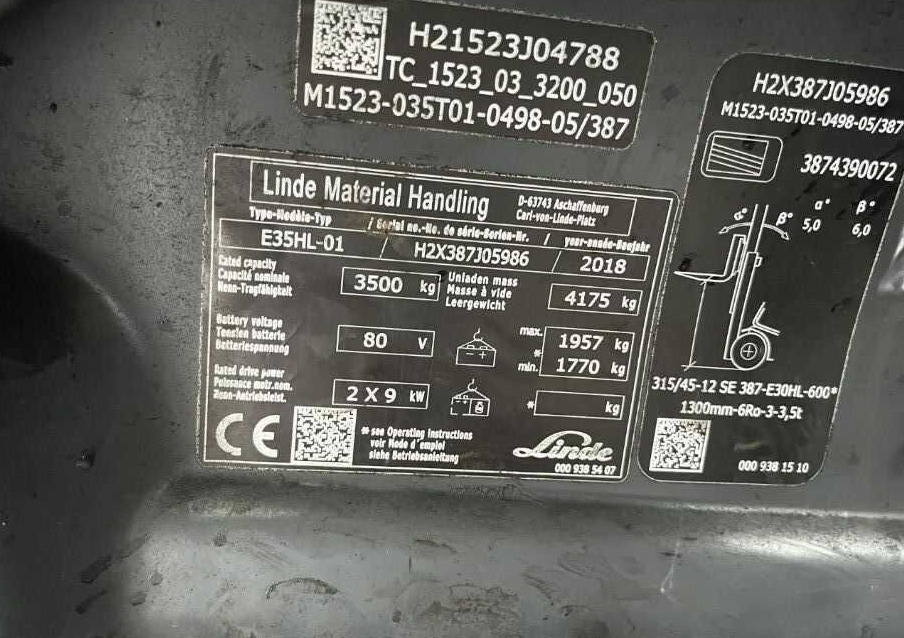 H21523J04788
TC_1523_03_3200_050
M1523-035T01-0498-05/387
Linde Material Handling
D-63743 Aschaffenburg
Carl-von-Linde-Platz
Type-Modèle-Typ / Serial no.-No. de série-Serien-Nr. / year-année-Baujahr
E35HL-01 / H2X387J05986 / 2018
Rated capacity
Capacité nominale
Nenn-Tragfähigkeit
3500 kg
Unladen mass
Masse à vide
Leergewicht
4175 kg
Battery voltage
Tension batterie
Batteriespannung
80 V
max. 1957 kg
*
min. 1770 kg
Rated drive power
Puissance motr.nom.
Nenn-Antriebsleist.
2 X 9 kW
* kg
CE
* see Operating Instructions
voir Mode d'emploi
siehe Betriebsanleitung
Linde
000 938 54 07
H2X387J05986
M1523-035T01-0498-05/387
3874390072
α° β°
5,0 6,0
α° β°
315/45-12 SE 387-E30HL-600*
1300mm-6Ro-3-3,5t
000 938 15 10